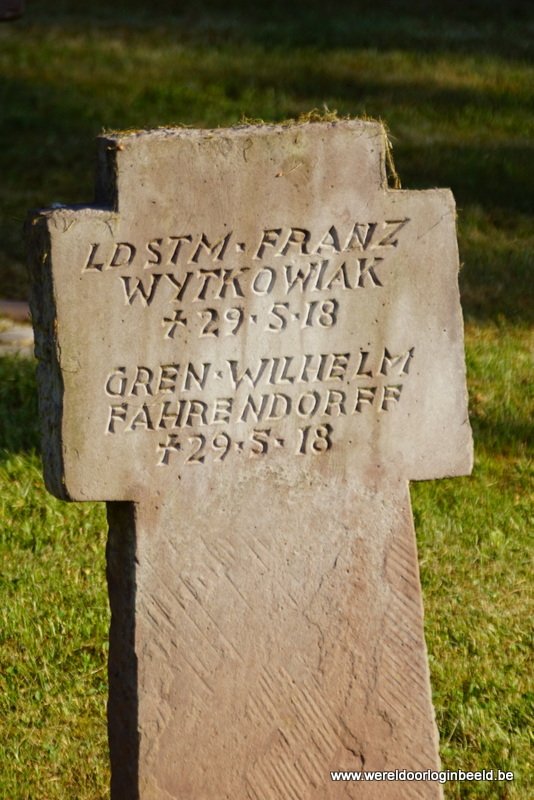 LDSTM · FRANZ
WYTKOWIAK
✝ 29 · 5 · 18
GREN · WILHELM
FAHRENDORFF
✝ 29 · 5 · 18
www.wereldoorloginbeeld.be